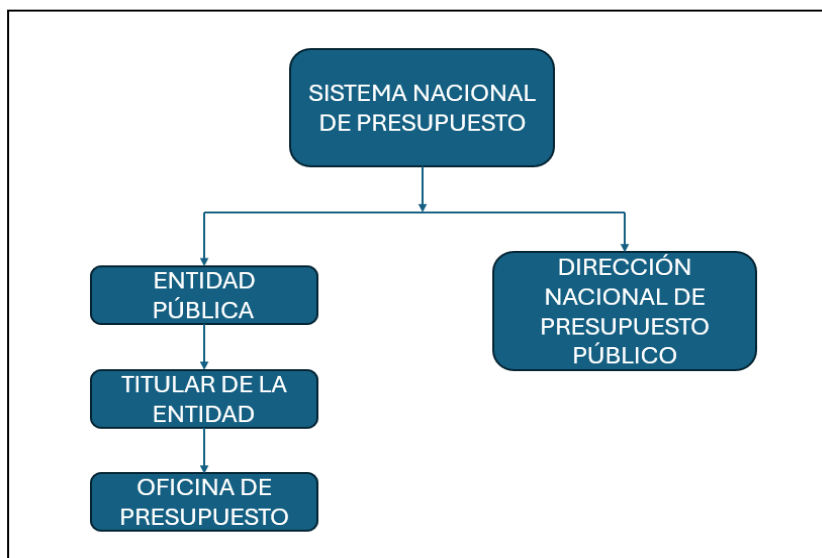 SISTEMA NACIONAL
DE PRESUPUESTO
ENTIDAD
PÚBLICA
DIRECCIÓN
NACIONAL DE
PRESUPUESTO
PÚBLICO
TITULAR DE LA
ENTIDAD
OFICINA DE
PRESUPUESTO